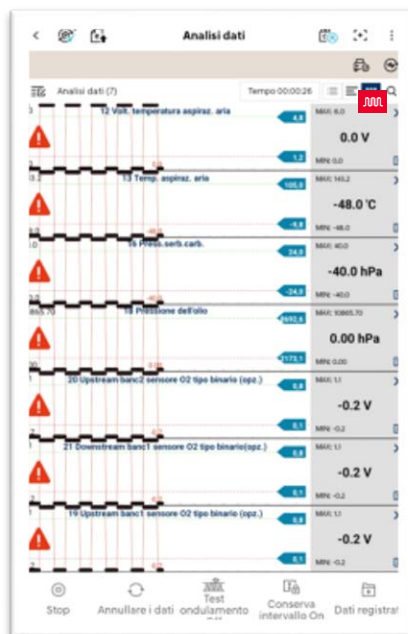 Analisi dati
Analisi dati (7)
Tempo 00:00:26
12 Volt. temperatura aspiraz. aria
4,8
MAX: 6.0
0.0 V
1,2
MIN: 0.0
13 Temp. aspiraz. aria
105,0
MAX: 143.2
-48.0 °C
-9,8
MIN: -48.0
-48.0
16 Press.serb.carb.
24,0
MAX: 40.0
-40.0 hPa
-24,0
MIN: -40.0
18 Pressione dell'olio
10865.70
8692,6
MAX: 10865.70
0.00 hPa
2173,1
MIN: 0.00
20 Upstream banc2 sensore O2 tipo binario (opz.)
0,8
MAX: 1.1
-0.2 V
0,1
MIN: -0.2
21 Downstream banc1 sensore O2 tipo binario(opz.)
MAX: 1.1
-0.2 V
0,1
MIN: -0.2
19 Upstream banc1 sensore O2 tipo binario (opz.)
0,8
MAX: 1.1
-0.2 V
0,1
MIN: -0.2
Stop
Annullare i dati
Test
ondulamento
Conserva
intervallo On
Dati registrat